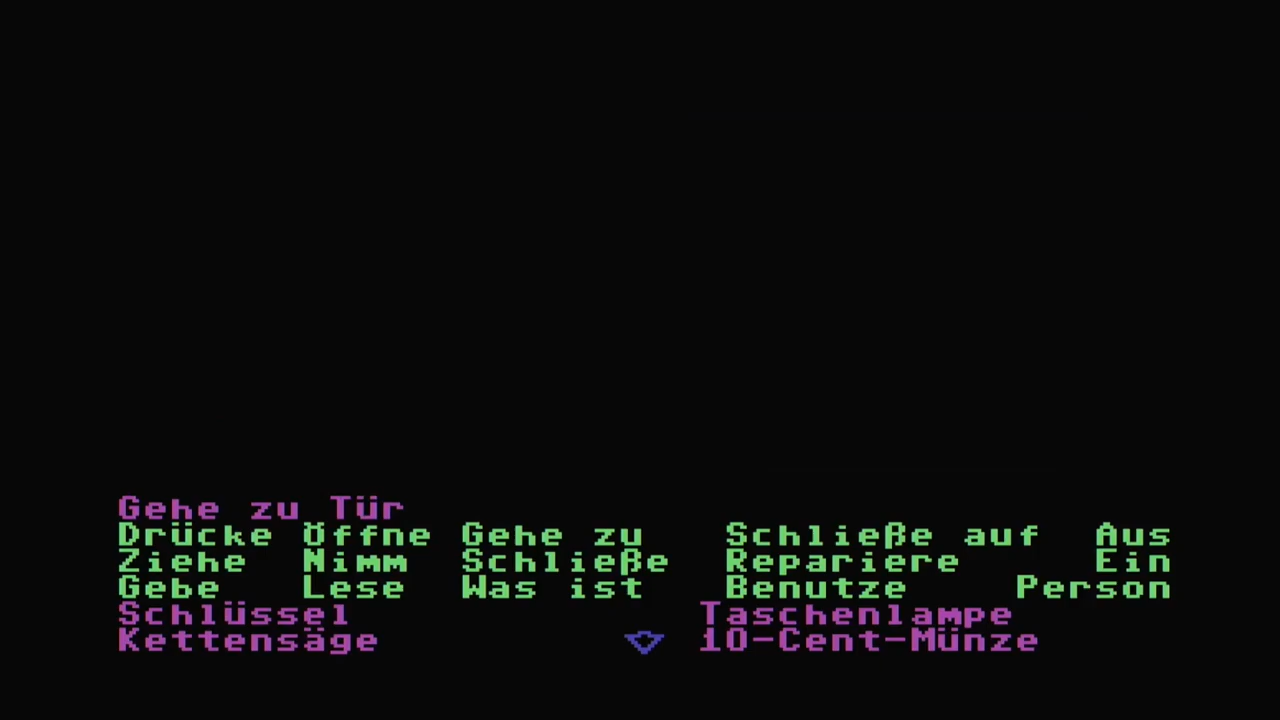 Gehe zu Tür
Drücke Öffne Gehe zu Schließe auf Aus
Ziehe Nimm Schließe Repariere Ein
Gebe Lese Was ist Benutze Person
Schlüssel Taschenlampe
Kettensäge 10-Cent-Münze